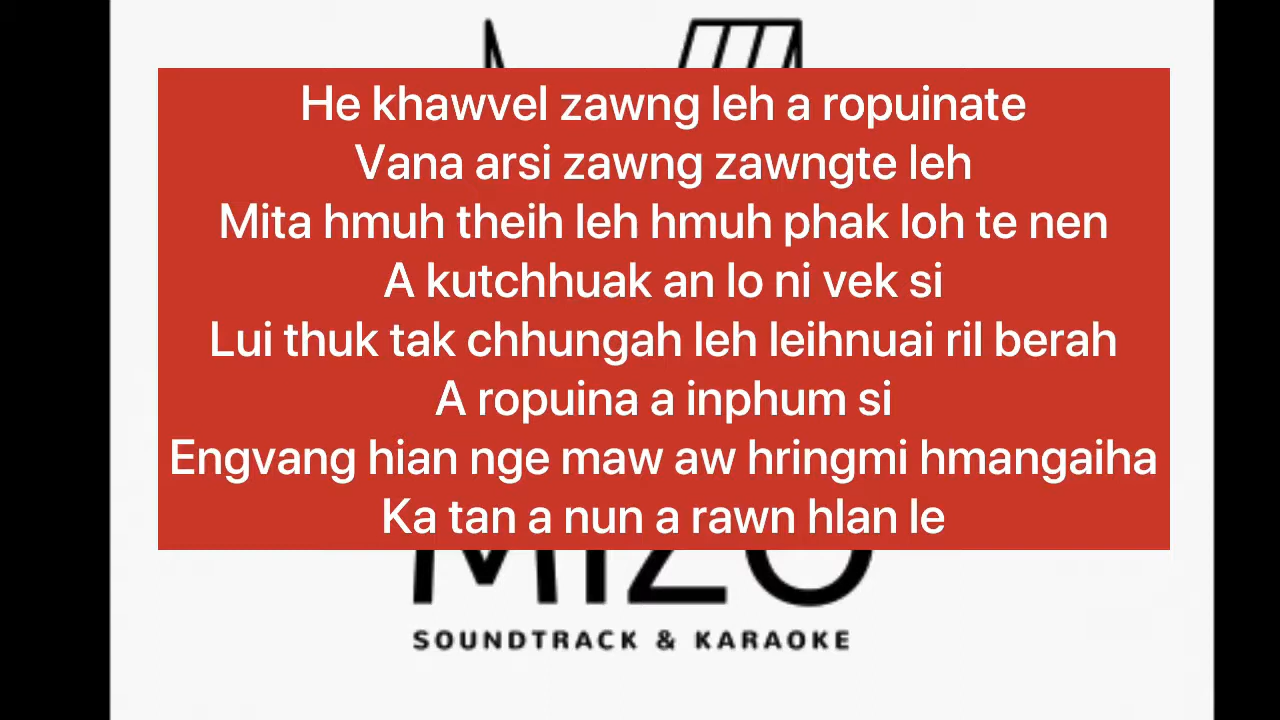 He khawvel zawng leh a ropuinate
Vana arsi zawng zawngte leh
Mita hmuh theih leh hmuh phak loh te nen
A kutchhuak an lo ni vek si
Lui thuk tak chhungah leh leihnuai ril berah
A ropuina a inphum si
Engvang hian nge maw aw hringmi hmangaiha
Ka tan a nun a rawn hlan le
MIZO
SOUNDTRACK & KARAOKE